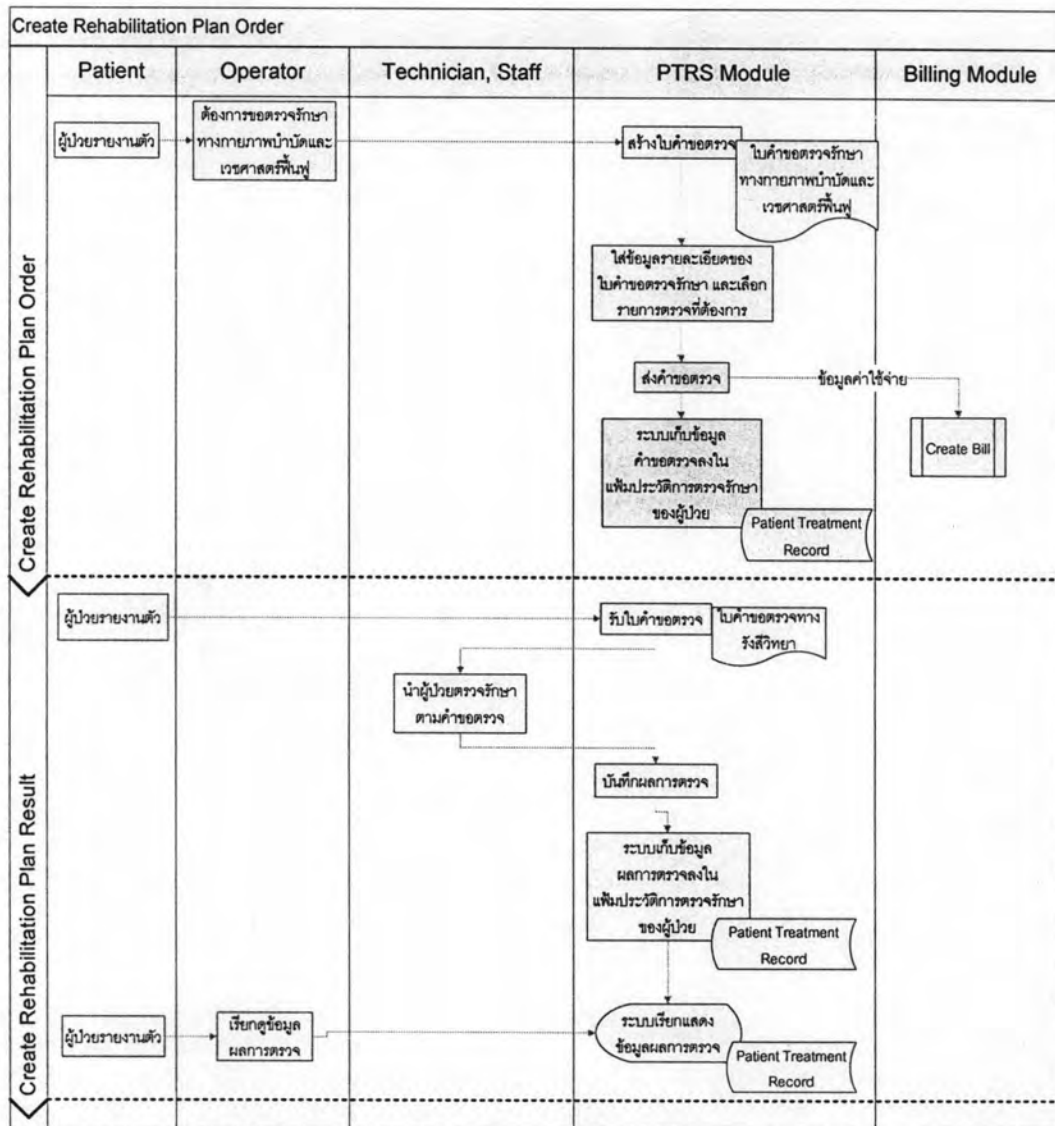 Create Rehabilitation Plan Order
Patient
Operator
Technician, Staff
PTRS Module
Billing Module
Create Rehabilitation Plan Order
ผู้ป่วยรายงานตัว
ต้องการขอตรวจรักษา
ทางกายภาพบำบัดและ
เวชศาสตร์ฟื้นฟู
สร้างใบคำขอตรวจ
ใบคำขอตรวจรักษา
ทางกายภาพบำบัดและ
เวชศาสตร์ฟื้นฟู
ใส่ข้อมูลรายละเอียดของ
ใบคำขอตรวจรักษา และเลือก
รายการตรวจที่ต้องการ
ส่งคำขอตรวจ
ข้อมูลค่าใช้จ่าย
Create Bill
ระบบเก็บข้อมูล
คำขอตรวจลงใน
แฟ้มประวัติการตรวจรักษา
ของผู้ป่วย
Patient Treatment
Record
Create Rehabilitation Plan Result
ผู้ป่วยรายงานตัว
รับใบคำขอตรวจ
ใบคำขอตรวจทาง
รังสีวิทยา
นำผู้ป่วยตรวจรักษา
ตามคำขอตรวจ
บันทึกผลการตรวจ
ระบบเก็บข้อมูล
ผลการตรวจลงใน
แฟ้มประวัติการตรวจรักษา
ของผู้ป่วย
Patient Treatment
Record
ผู้ป่วยรายงานตัว
เรียกดูข้อมูล
ผลการตรวจ
ระบบเรียกแสดง
ข้อมูลผลการตรวจ
Patient Treatment
Record